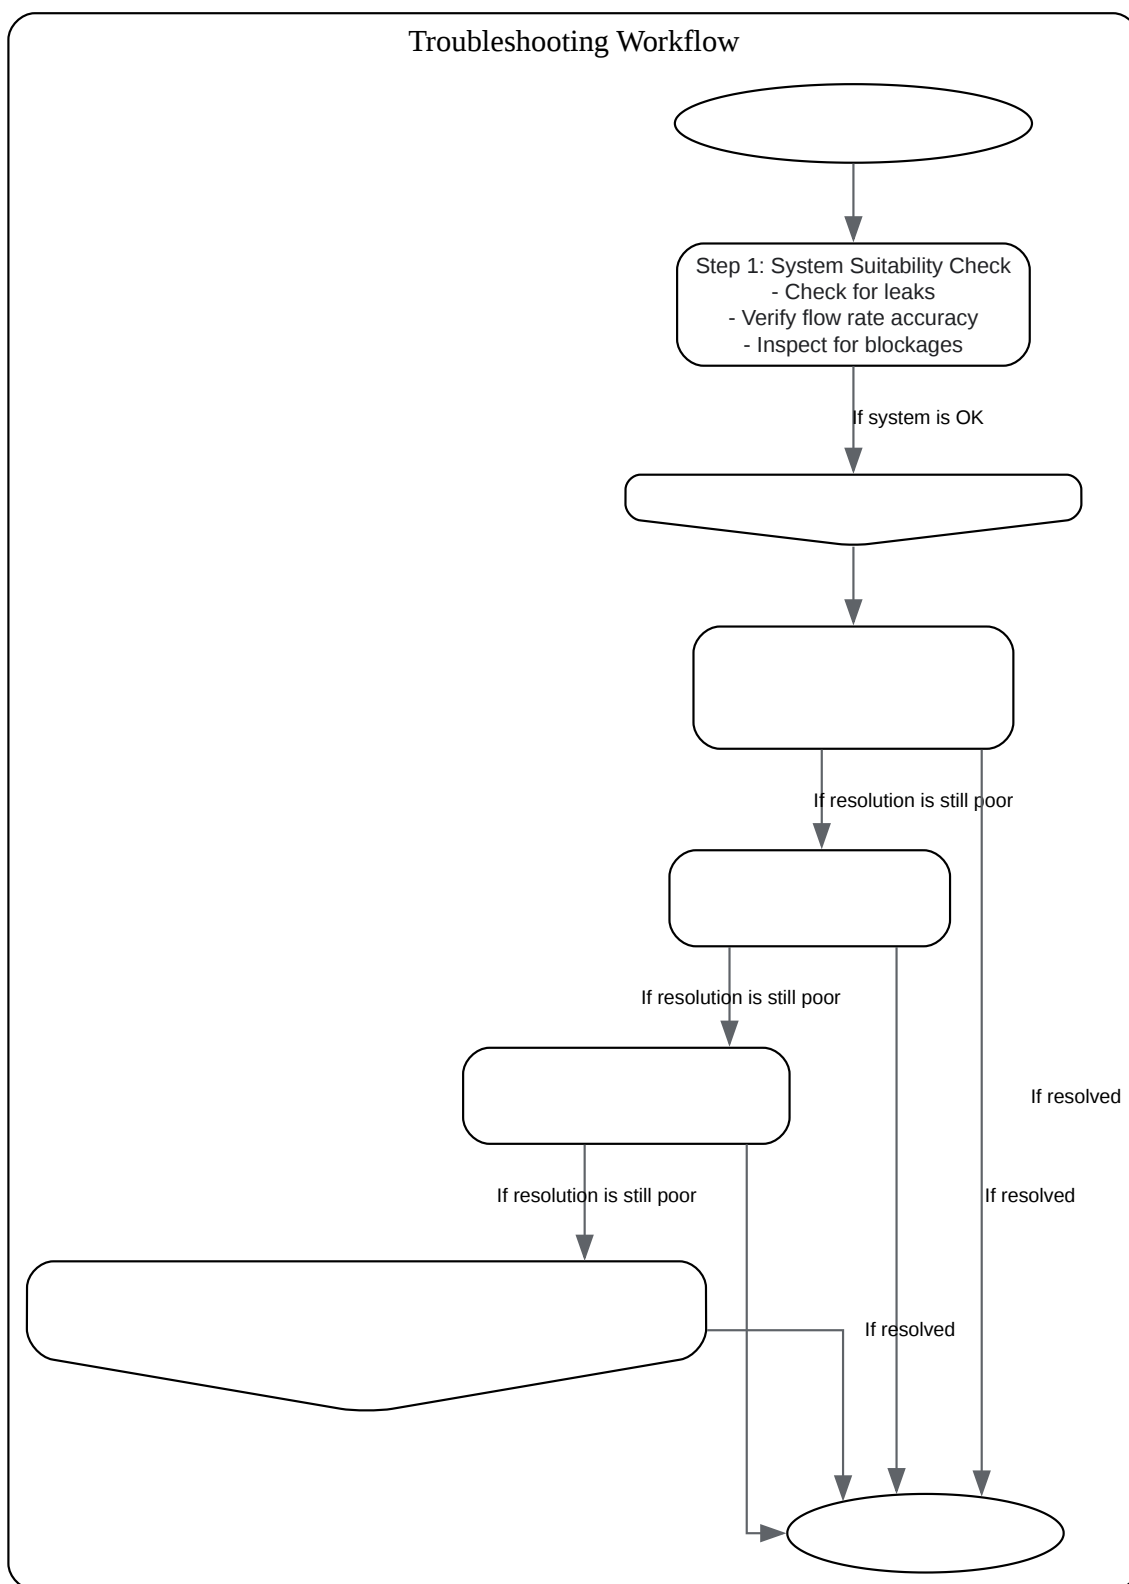 Troubleshooting Workflow
Step 1: System Suitability Check
- Check for leaks
- Verify flow rate accuracy
- Inspect for blockages
If system is OK
If resolution is still poor
If resolution is still poor
If resolved
If resolution is still poor
If resolved
If resolved